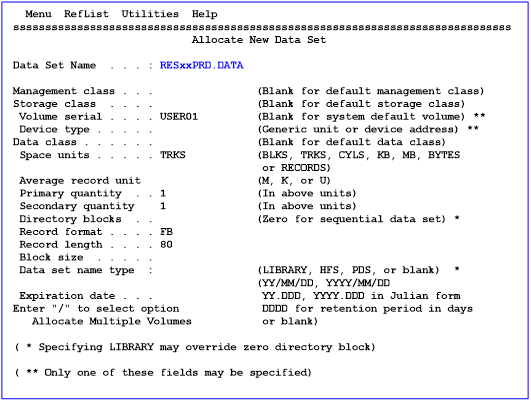 Menu  RefList  Utilities  Help
sssssssssssssssssssssssssssssssssssssssssssssssssssssssssssssssssssssssssss
Allocate New Data Set
Data Set Name  . . . : RESxxPRD.DATA
Management class . . .                (Blank for default management class)
Storage class  . . . .                (Blank for default storage class)
Volume serial . . . . USER01         (Blank for system default volume) **
Device type . . . . .                (Generic unit or device address) **
Data class . . . . . .                (Blank for default data class)
Space units . . . . . TRKS           (BLKS, TRKS, CYLS, KB, MB, BYTES
or RECORDS)
Average record unit                  (M, K, or U)
Primary quantity  . . 1              (In above units)
Secondary quantity    1              (In above units)
Directory blocks  . .                (Zero for sequential data set) *
Record format . . . . FB
Record length . . . . 80
Block size  . . . . .
Data set name type  :                (LIBRARY, HFS, PDS, or blank)  *
(YY/MM/DD, YYYY/MM/DD
Expiration date . . .                YY.DDD, YYYY.DDD in Julian form
Enter "/" to select option            DDDD for retention period in days
Allocate Multiple Volumes          or blank)
( * Specifying LIBRARY may override zero directory block)
( ** Only one of these fields may be specified)